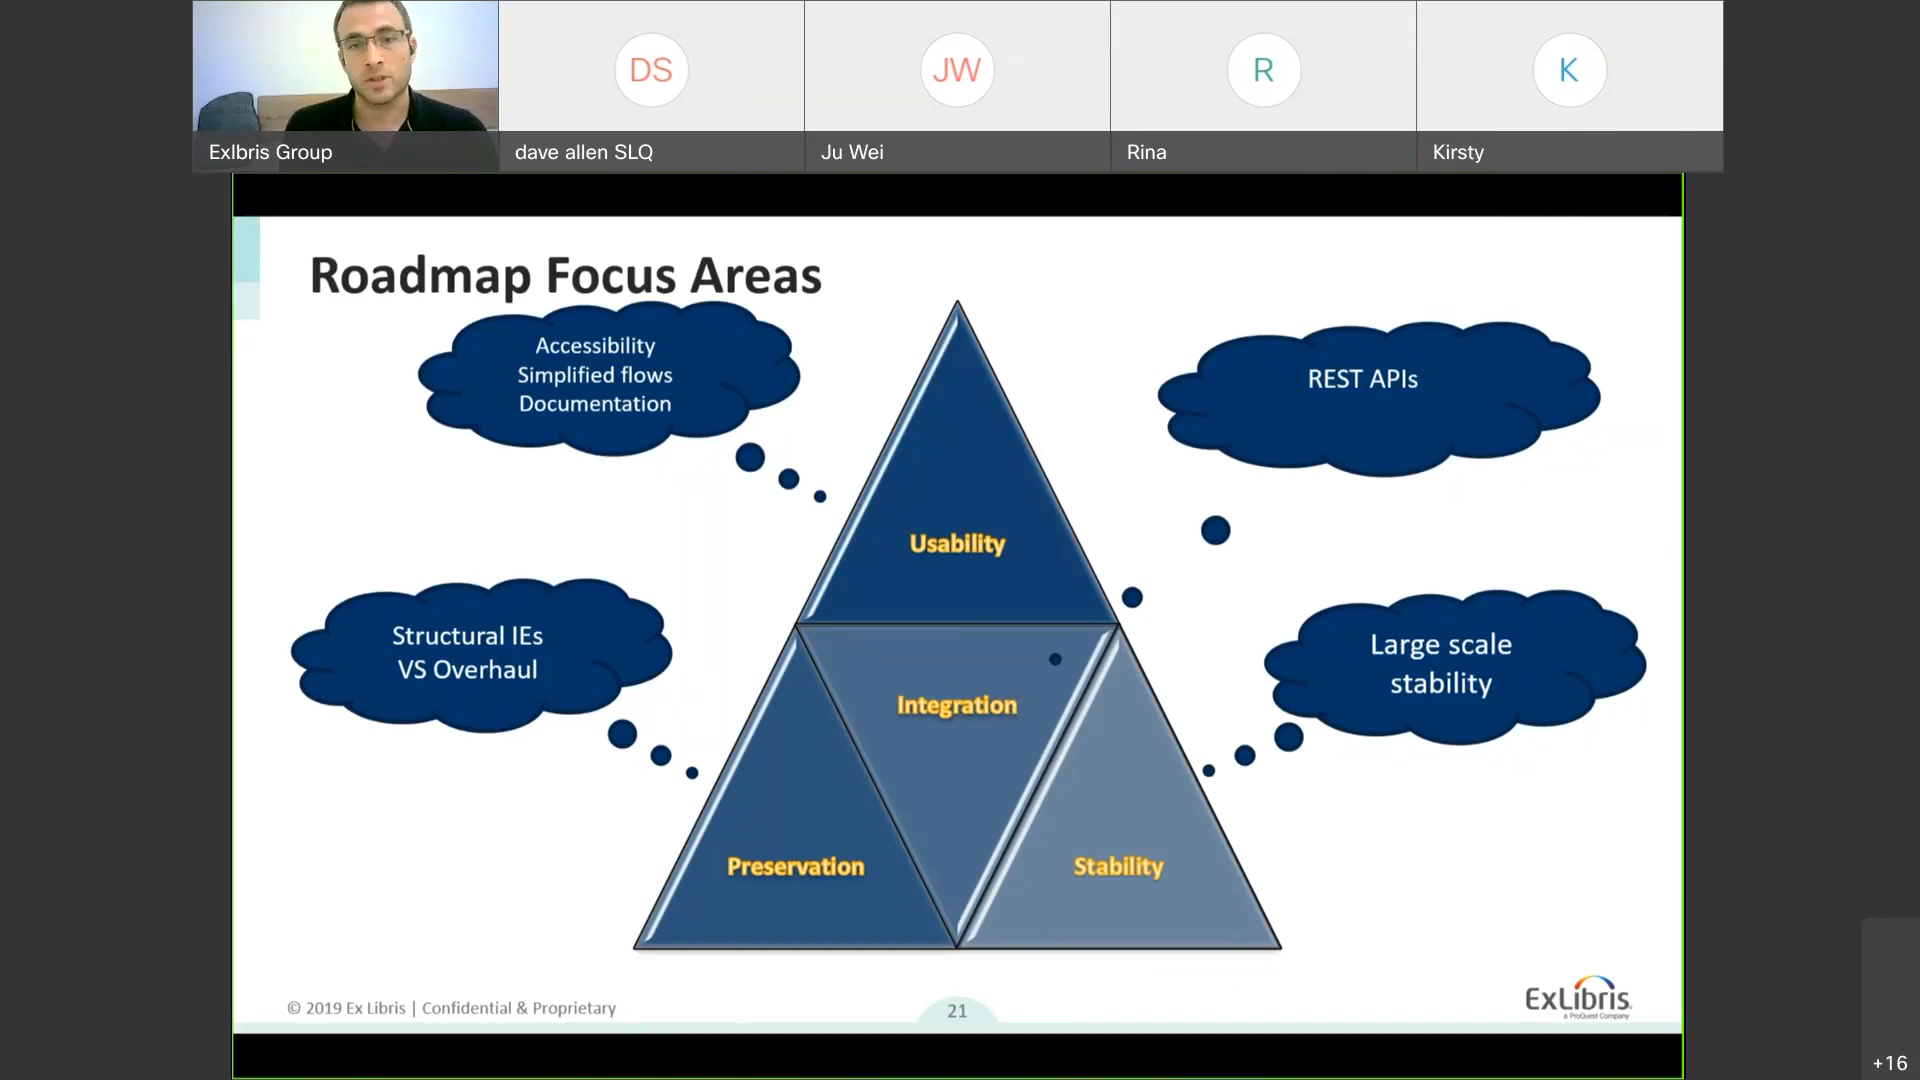 DS
JW
R
K
ExIbris Group
dave allen SLQ
Ju Wei
Rina
Kirsty
Roadmap Focus Areas
Accessibility
Simplified flows
Documentation
REST APIs
Usability
Structural IEs
VS Overhaul
Large scale
stability
Integration
Preservation
Stability
© 2019 Ex Libris | Confidential & Proprietary
21
ExLibris
a ProQuest Company
+16